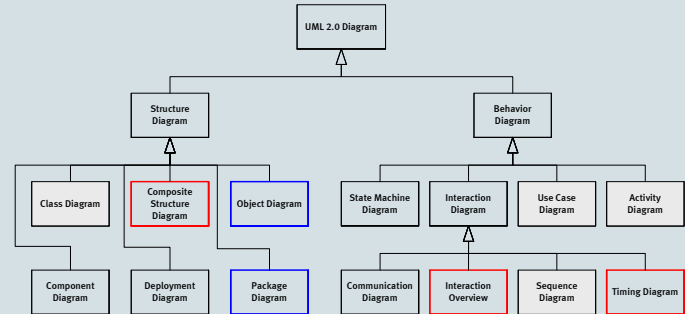 UML 2.0 Diagram
Structure
Diagram
Behavior
Diagram
Class Diagram
Composite
Structure
Diagram
Object Diagram
State Machine
Diagram
Interaction
Diagram
Use Case
Diagram
Activity
Diagram
Component
Diagram
Deployment
Diagram
Package
Diagram
Communication
Diagram
Interaction
Overview
Sequence
Diagram
Timing Diagram